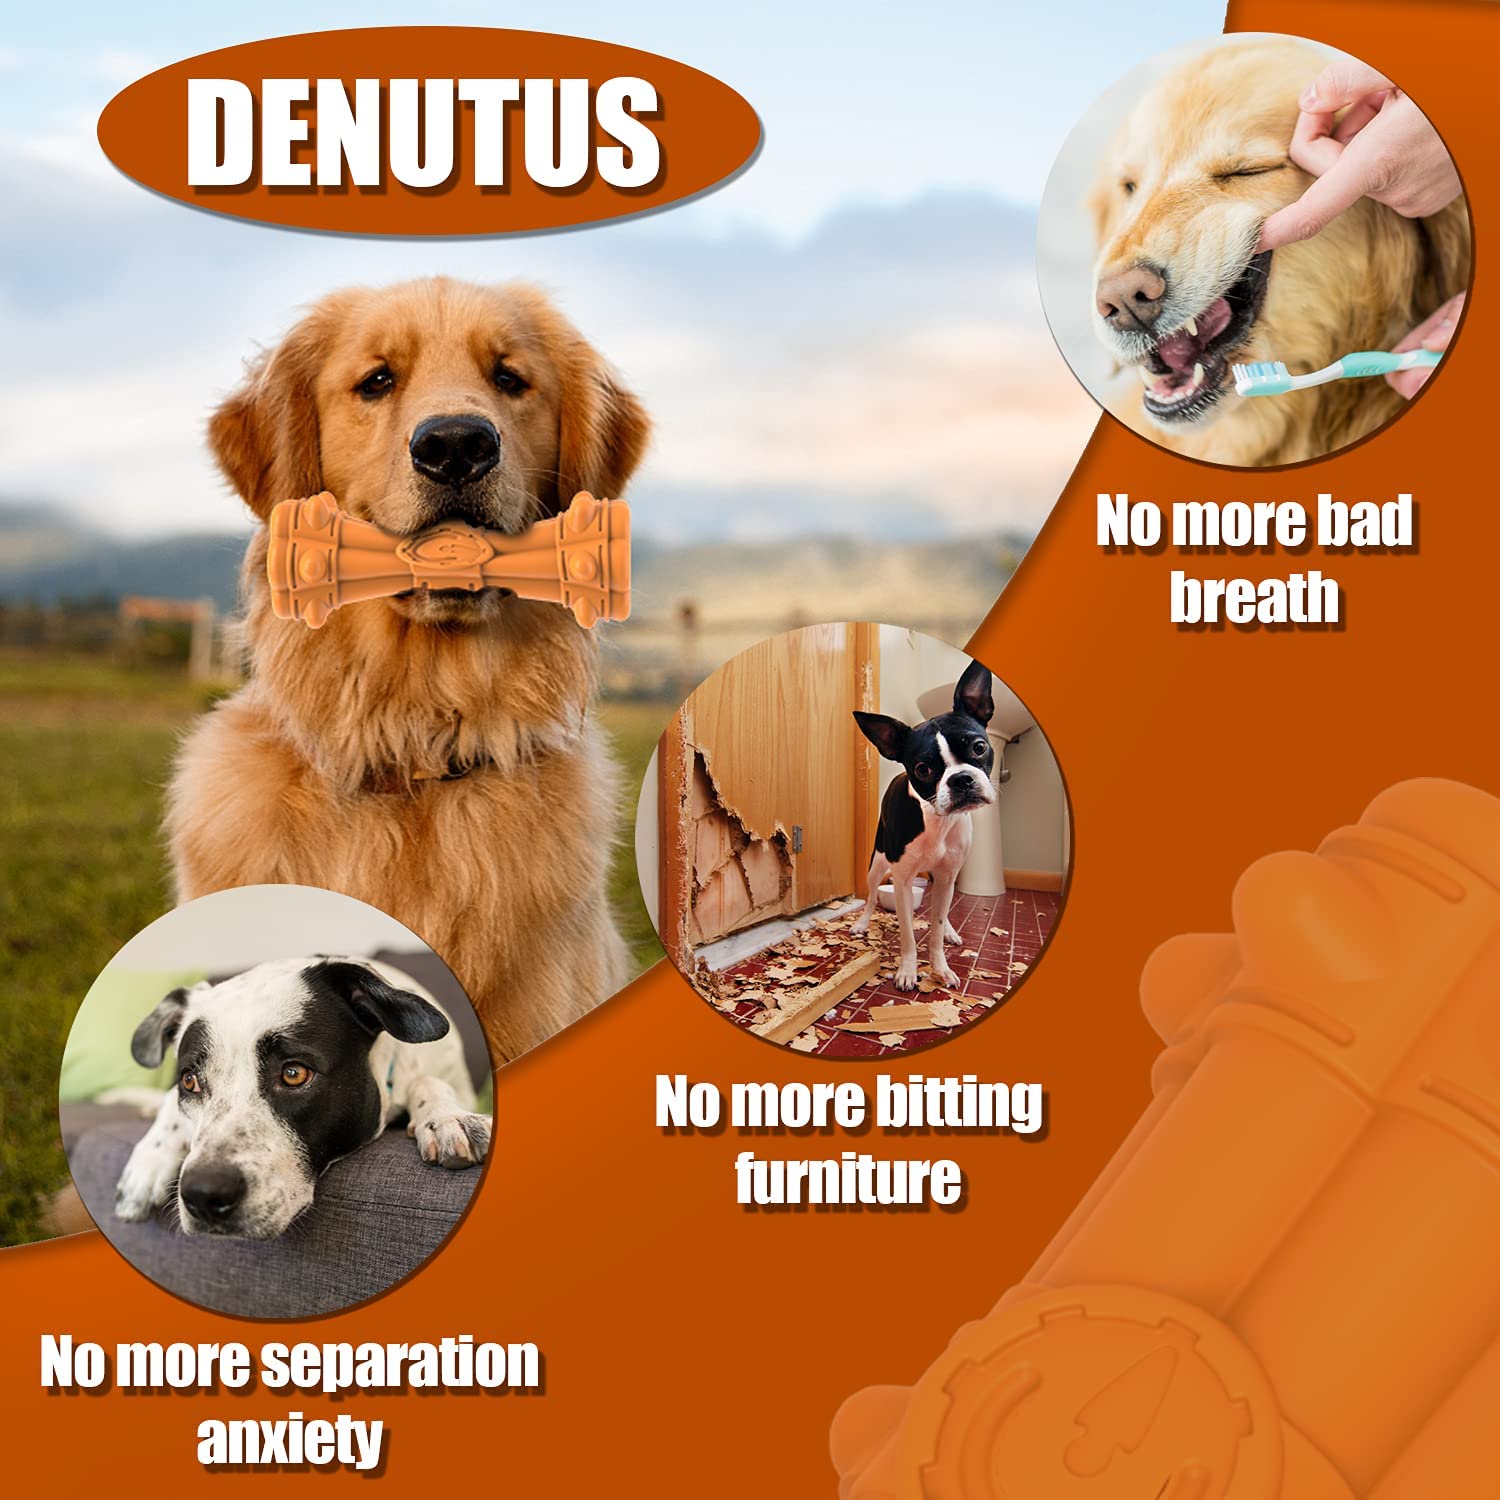 DENUTUS
No more bad
breath
No more bitting
furniture
No more separation
anxiety